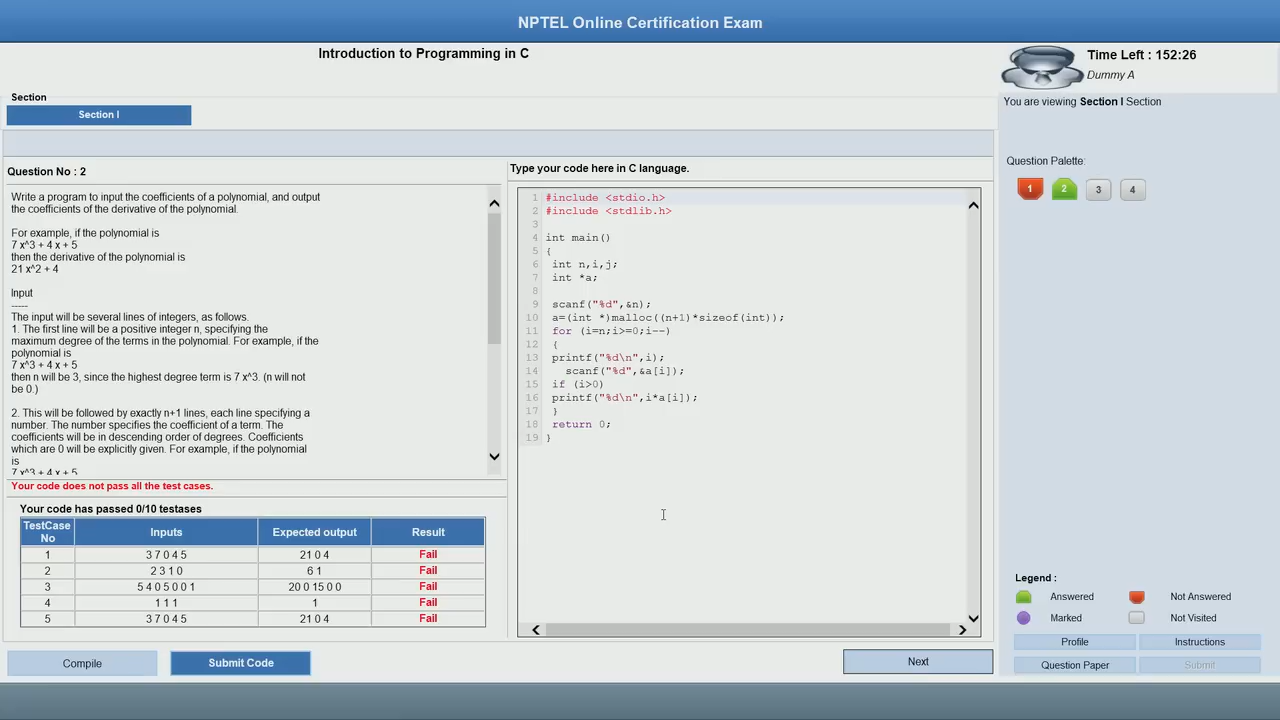 NPTEL Online Certification Exam
Introduction to Programming in C
Time Left : 152:26
Dummy A
Section
Section I
You are viewing Section I Section
Question Palette:
1 2 3 4
Question No : 2
Write a program to input the coefficients of a polynomial, and output
the coefficients of the derivative of the polynomial.
For example, if the polynomial is
7 x^3 + 4 x + 5
then the derivative of the polynomial is
21 x^2 + 4
Input
-----
The input will be several lines of integers, as follows.
1. The first line will be a positive integer n, specifying the
maximum degree of the terms in the polynomial. For example, if the
polynomial is
7 x^3 + 4 x + 5
then n will be 3, since the highest degree term is 7 x^3. (n will not
be 0.)
2. This will be followed by exactly n+1 lines, each line specifying a
number. The number specifies the coefficient of a term. The
coefficients will be in descending order of degrees. Coefficients
which are 0 will be explicitly given. For example, if the polynomial
is
7 x^3 + 4 x + 5
Your code does not pass all the test cases.
Your code has passed 0/10 testases
TestCase No Inputs Expected output Result
1 3 7 0 4 5 21 0 4 Fail
2 2 3 1 0 6 1 Fail
3 5 4 0 5 0 0 1 20 0 15 0 0 Fail
4 1 1 1 1 Fail
5 3 7 0 4 5 21 0 4 Fail
Compile
Submit Code
Type your code here in C language.
1 #include <stdio.h>
2 #include <stdlib.h>
3
4 int main()
5 {
6 int n,i,j;
7 int *a;
8
9 scanf("%d",&n);
10 a=(int *)malloc((n+1)*sizeof(int));
11 for (i=n;i>=0;i--)
12 {
13 printf("%d\n",i);
14 scanf("%d",&a[i]);
15 if (i>0)
16 printf("%d\n",i*a[i]);
17 }
18 return 0;
19 }
Next
Legend :
Answered
Not Answered
Marked
Not Visited
Profile
Instructions
Question Paper
Submit